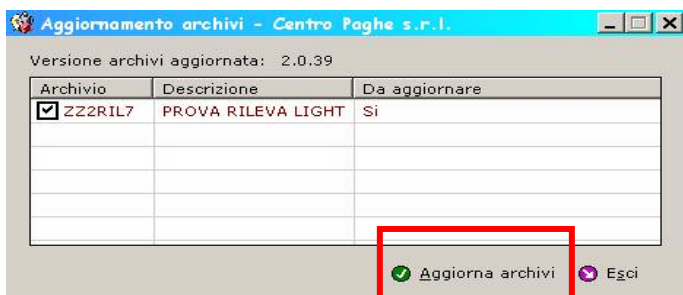 Aggiornamento archivi - Centro Paghe s.r.l.
Versione archivi aggiornata: 2.0.39
Archivio Descrizione Da aggiornare
ZZ2RIL7 PROVA RILEVA LIGHT Si
Aggiorna archivi Esci